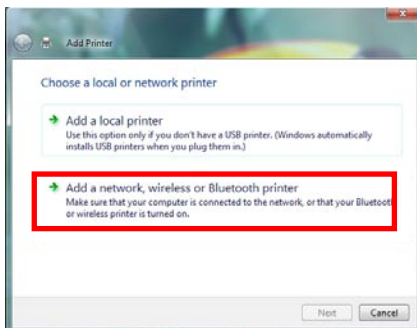 Add Printer
Choose a local or network printer
Add a local printer
Use this option only if you don't have a USB printer. (Windows automatically
installs USB printers when you plug them in.)
Add a network, wireless or Bluetooth printer
Make sure that your computer is connected to the network, or that your Bluetooth
or wireless printer is turned on.
Next Cancel